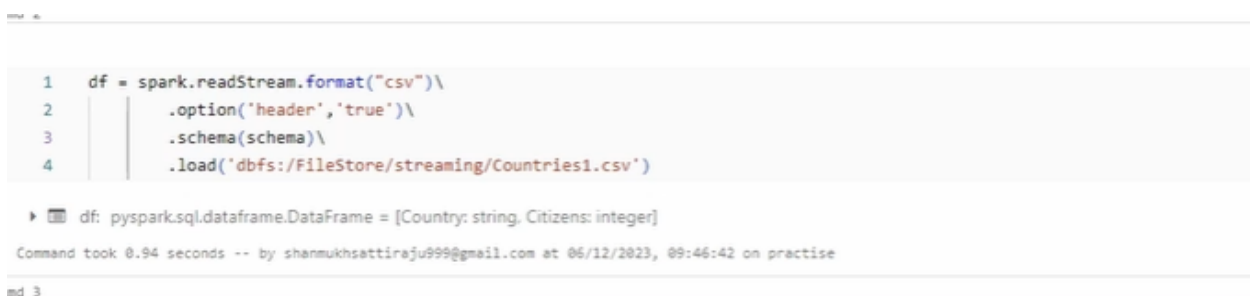 1 df = spark.readStream.format("csv")\
2 .option('header','true')\
3 .schema(schema)\
4 .load('dbfs:/FileStore/streaming/Countries1.csv')
df: pyspark.sql.dataframe.DataFrame = [Country: string, Citizens: integer]
Command took 0.94 seconds -- by shanmukhsattiraju999@gmail.com at 06/12/2023, 09:46:42 on practise
md 3